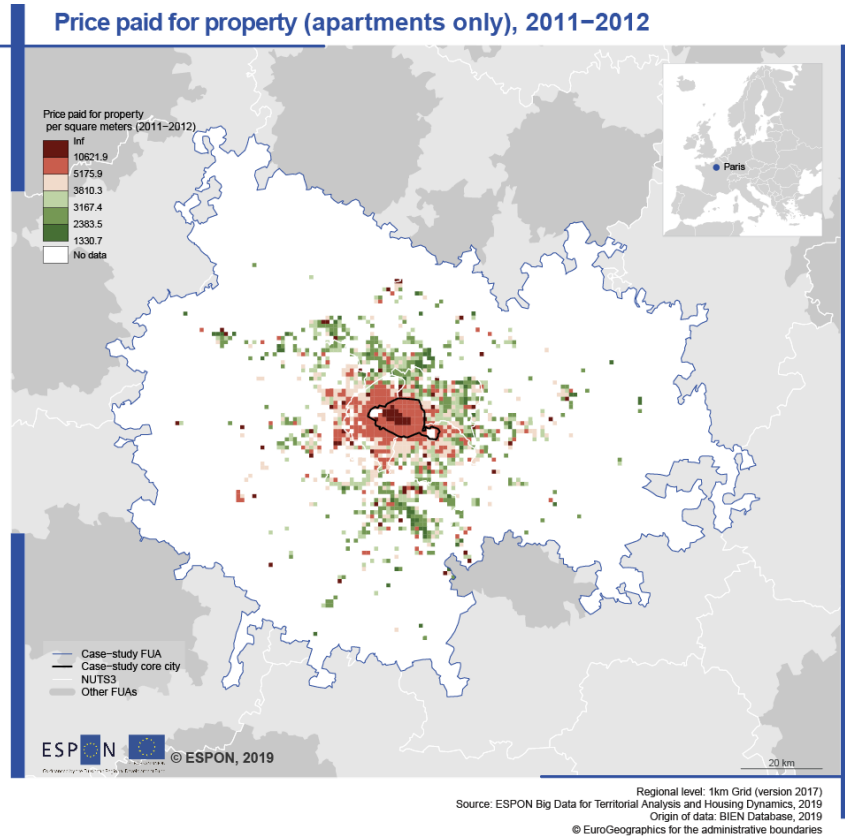 Price paid for property (apartments only), 2011−2012
Price paid for property
per square meters (2011−2012)
Inf
10621.9
5175.9
3810.3
3167.4
2383.5
1330.7
No data
Paris
Case−study FUA
Case−study core city
NUTS3
Other FUAs
ESPON
© ESPON, 2019
20 km
Regional level: 1km Grid (version 2017)
Source: ESPON Big Data for Territorial Analysis and Housing Dynamics, 2019
Origin of data: BIEN Database, 2019
© EuroGeographics for the administrative boundaries